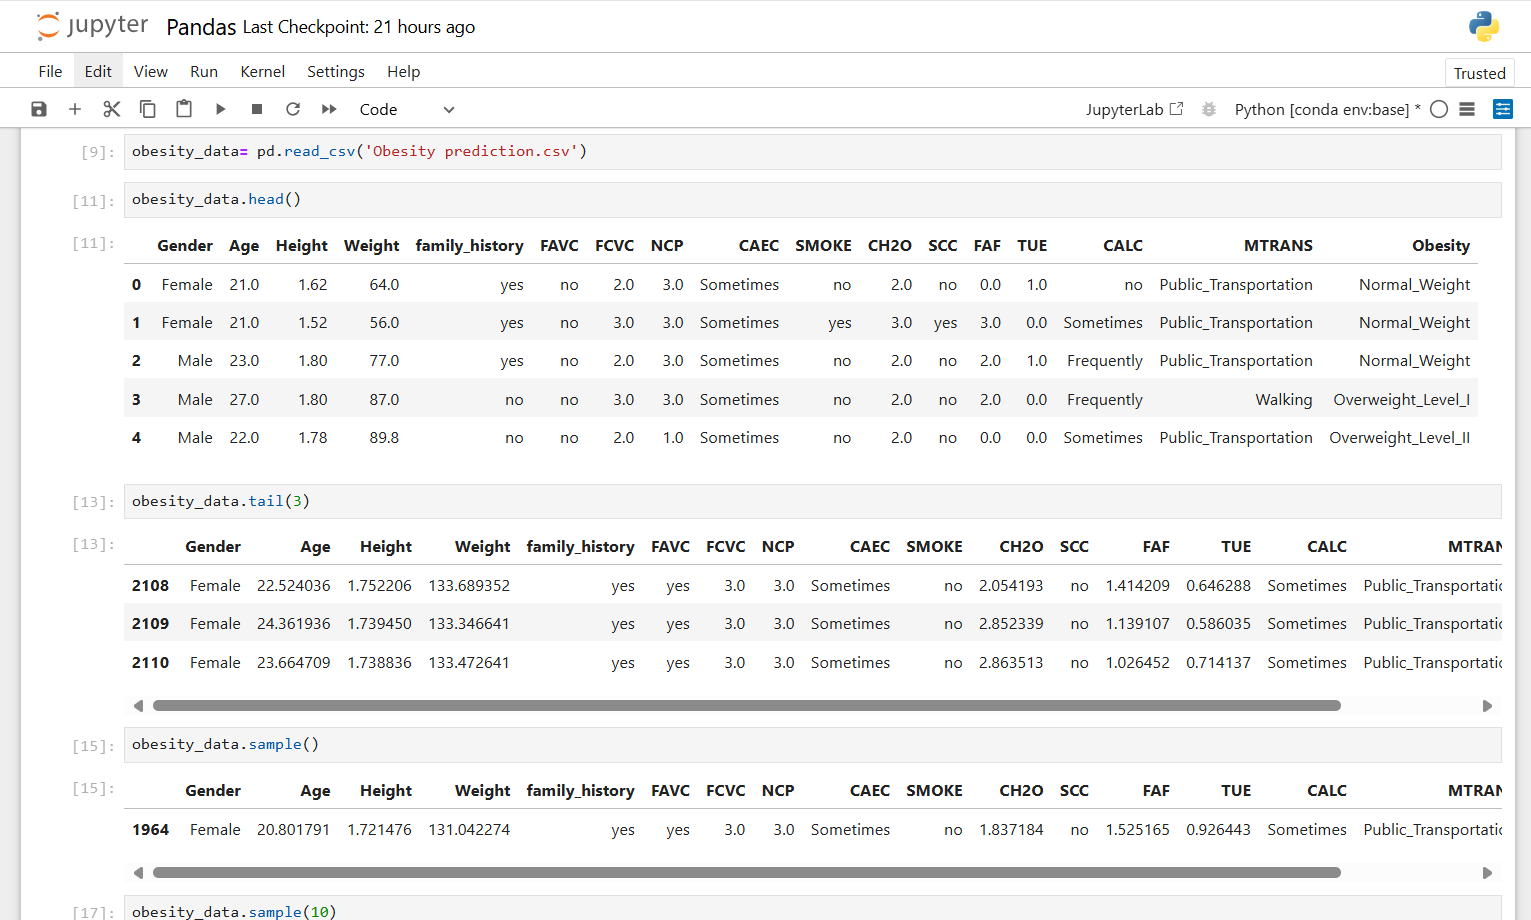 jupyter Pandas Last Checkpoint: 21 hours ago
File Edit View Run Kernel Settings Help Trusted
Code JupyterLab Python [conda env:base] *
[9]: obesity_data= pd.read_csv('Obesity prediction.csv')
[11]: obesity_data.head()
[11]: Gender Age Height Weight family_history FAVC FCVC NCP CAEC SMOKE CH2O SCC FAF TUE CALC MTRANS Obesity
0 Female 21.0 1.62 64.0 yes no 2.0 3.0 Sometimes no 2.0 no 0.0 1.0 no Public_Transportation Normal_Weight
1 Female 21.0 1.52 56.0 yes no 3.0 3.0 Sometimes yes 3.0 yes 3.0 0.0 Sometimes Public_Transportation Normal_Weight
2 Male 23.0 1.80 77.0 yes no 2.0 3.0 Sometimes no 2.0 no 2.0 1.0 Frequently Public_Transportation Normal_Weight
3 Male 27.0 1.80 87.0 no no 3.0 3.0 Sometimes no 2.0 no 2.0 0.0 Frequently Walking Overweight_Level_I
4 Male 22.0 1.78 89.8 no no 2.0 1.0 Sometimes no 2.0 no 0.0 0.0 Sometimes Public_Transportation Overweight_Level_II
[13]: obesity_data.tail(3)
[13]: Gender Age Height Weight family_history FAVC FCVC NCP CAEC SMOKE CH2O SCC FAF TUE CALC MTRAN
2108 Female 22.524036 1.752206 133.689352 yes yes 3.0 3.0 Sometimes no 2.054193 no 1.414209 0.646288 Sometimes Public_Transportatic
2109 Female 24.361936 1.739450 133.346641 yes yes 3.0 3.0 Sometimes no 2.852339 no 1.139107 0.586035 Sometimes Public_Transportatic
2110 Female 23.664709 1.738836 133.472641 yes yes 3.0 3.0 Sometimes no 2.863513 no 1.026452 0.714137 Sometimes Public_Transportatic
[15]: obesity_data.sample()
[15]: Gender Age Height Weight family_history FAVC FCVC NCP CAEC SMOKE CH2O SCC FAF TUE CALC MTRAN
1964 Female 20.801791 1.721476 131.042274 yes yes 3.0 3.0 Sometimes no 1.837184 no 1.525165 0.926443 Sometimes Public_Transportatic
[17]: obesity_data.sample(10)